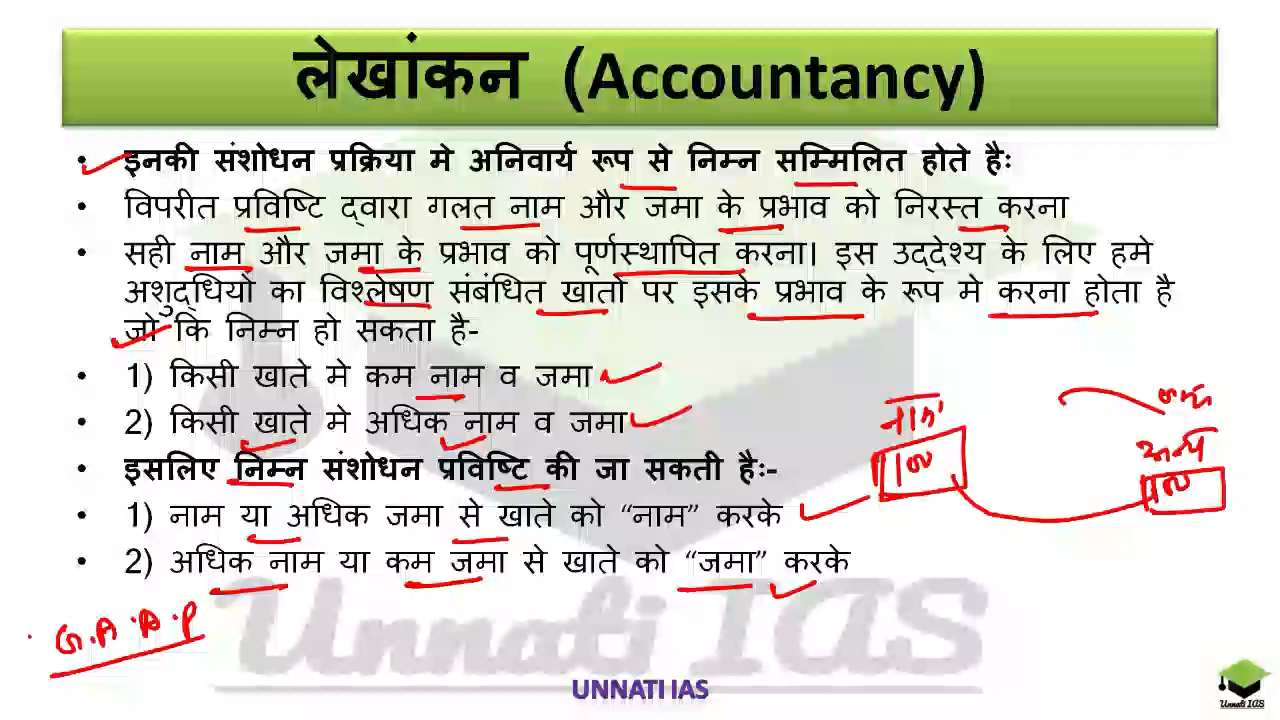 लेखांकन (Accountancy)
• इनकी संशोधन प्रक्रिया मे अनिवार्य रूप से निम्न सम्मिलित होते हैः
• विपरीत प्रविष्टि द्वारा गलत नाम और जमा के प्रभाव को निरस्त करना
• सही नाम और जमा के प्रभाव को पूर्णस्थापित करना। इस उद्देश्य के लिए हमे
अशुद्धियो का विश्लेषण संबंधित खातो पर इसके प्रभाव के रूप मे करना होता है
जो कि निम्न हो सकता है-
• 1) किसी खाते मे कम नाम व जमा
• 2) किसी खाते मे अधिक नाम व जमा
• इसलिए निम्न संशोधन प्रविष्टि की जा सकती हैः-
• 1) नाम या अधिक जमा से खाते को “नाम” करके
• 2) अधिक नाम या कम जमा से खाते को “जमा” करके
100
100
G.A.A.P
Unnati IAS
UNNATI IAS
Unnati IAS